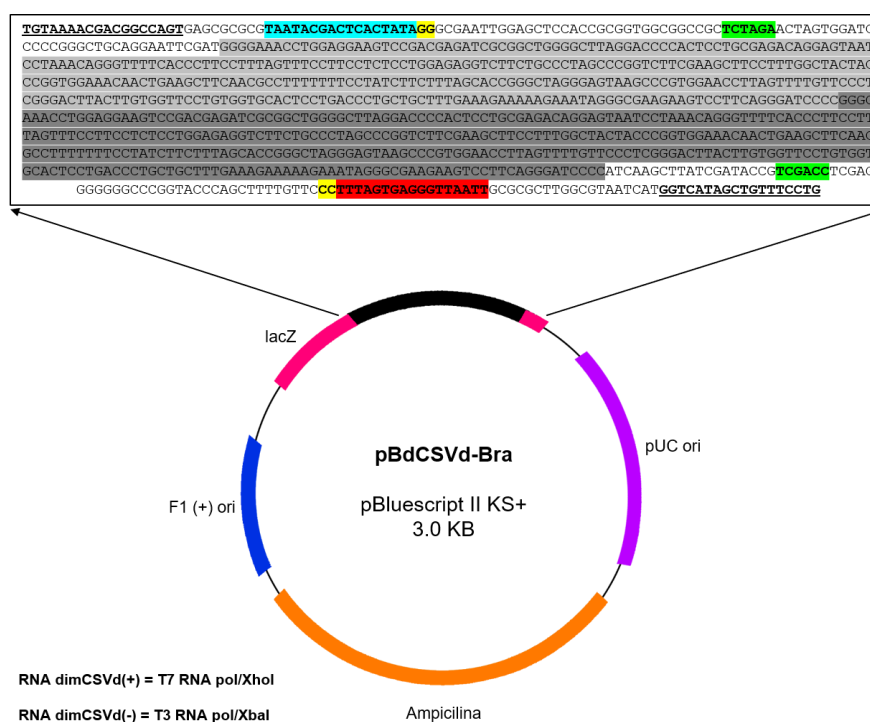 TGTAAAACGACGGCCAGTGAGCGCGCGTAATACGACTCACTATAGGGCGAATTGGAGCTCCACCGCGGTGGCGGCCGCTCTAGAACTAGTGGATC
CCCCGGGCTGCAGGAATTCGATGGGGAAACCTGGAGGAAGTCCGACGAGATCGCGGCTGGGGCTTAGGACCCCACTCCTGCGAGACAGGAGTAAT
CCTAAACAGGGTTTTCACCCTTCCTTTAGTTTCCTTCCTCTCCTGGAGAGGTCTTCTGCCCTAGCCCGGTCTTCGAAGCTTCCTTTGGCTACTAC
CCGGTGGAAACAACTGAAGCTTCAACGCCTTTTTTTCCTATCTTCTTTAGCACCGGGCTAGGGAGTAAGCCCGTGGAACCTTAGTTTTGTTCCCT
CGGGACTTACTTGTGGTTCCTGTGGTGCACTCCTGACCCTGCTGCTTTGAAAGAAAAAGAAATAGGGCGAAGAAGTCCTTCAGGGATCCCCGGGG
AAACCTGGAGGAAGTCCGACGAGATCGCGGCTGGGGCTTAGGACCCCACTCCTGCGAGACAGGAGTAATCCTAAACAGGGTTTTCACCCTTCCTT
TAGTTTCCTTCCTCTCCTGGAGAGGTCTTCTGCCCTAGCCCGGTCTTCGAAGCTTCCTTTGGCTACTACCCGGTGGAAACAACTGAAGCTTCAAC
GCCTTTTTTTCCTATCTTCTTTAGCACCGGGCTAGGGAGTAAGCCCGTGGAACCTTAGTTTTGTTCCCTCGGGACTTACTTGTGGTTCCTGTGGT
GCACTCCTGACCCTGCTGCTTTGAAAGAAAAAGAAATAGGGCGAAGAAGTCCTTCAGGGATCCCCATCAAGCTTATCGATACCGTCGACCTCGAG
GGGGGGCCCGGTACCCAGCTTTTGTTCCCTTTAGTGAGGGTTAATTGCGCGCTTGGCGTAATCATGGTCATAGCTGTTTCCTG
lacZ
pUC ori
pBdCSVd-Bra
F1 (+) ori
pBluescript II KS+
3.0 KB
RNA dimCSVd(+) = T7 RNA pol/XhoI
RNA dimCSVd(-) = T3 RNA pol/XbaI
Ampicilina